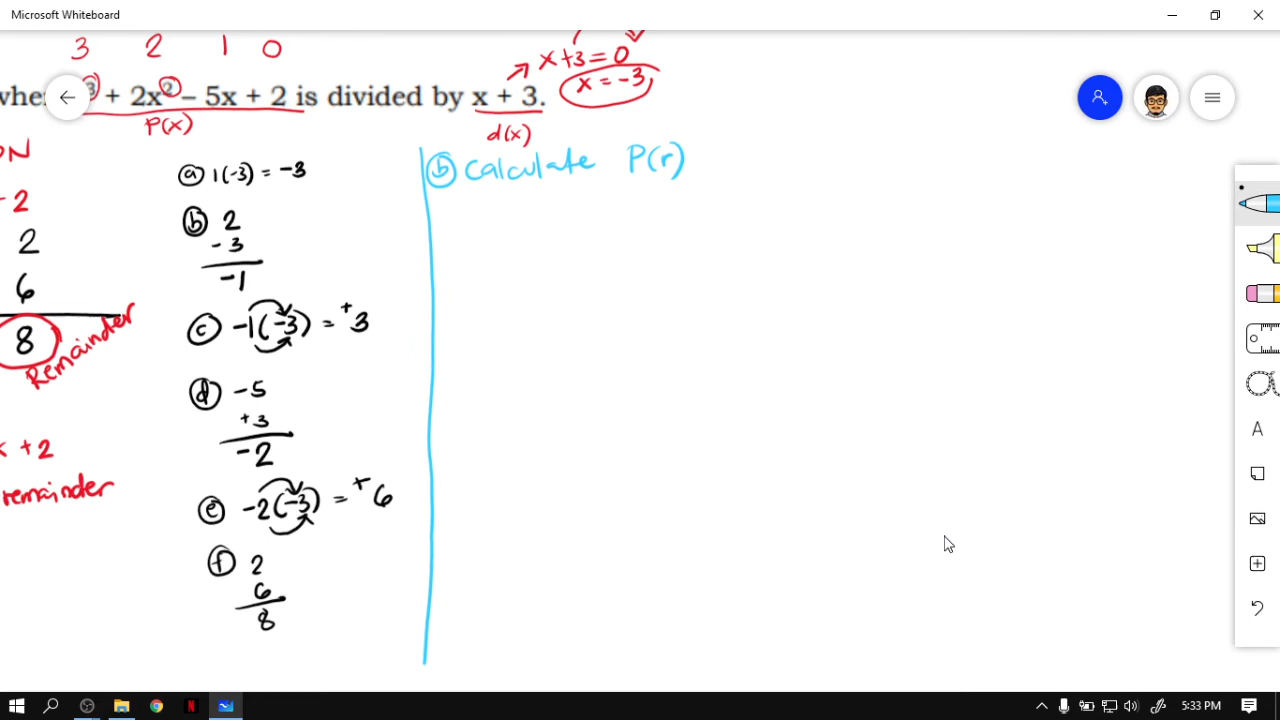 Microsoft Whiteboard
3 2 1 0
x+3=0
x = -3
+ 2x² – 5x + 2 is divided by x + 3.
P(x)
d(x)
ON
-2
2
6
8
Remainder
x +2
remainder
ⓐ 1(-3) = -3
ⓑ 2
-3
-1
ⓒ -1(-3) = +3
ⓓ -5
+3
-2
ⓔ -2(-3) = +6
ⓕ 2
6
8
ⓑ Calculate P(r)
A
5:33 PM